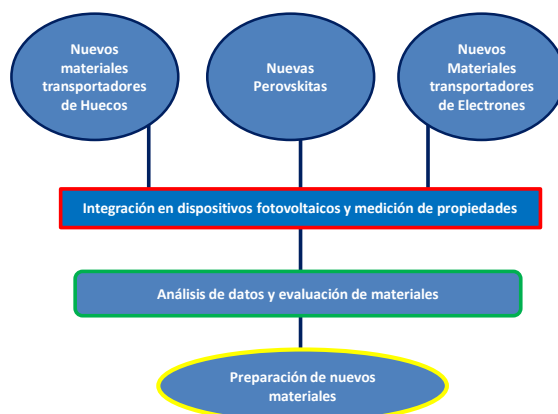 Nuevos
materiales
transportadores
de Huecos
Nuevas
Perovskitas
Nuevos
Materiales
transportadores
de Electrones
Integración en dispositivos fotovoltaicos y medición de propiedades
Análisis de datos y evaluación de materiales
Preparación de nuevos
materiales